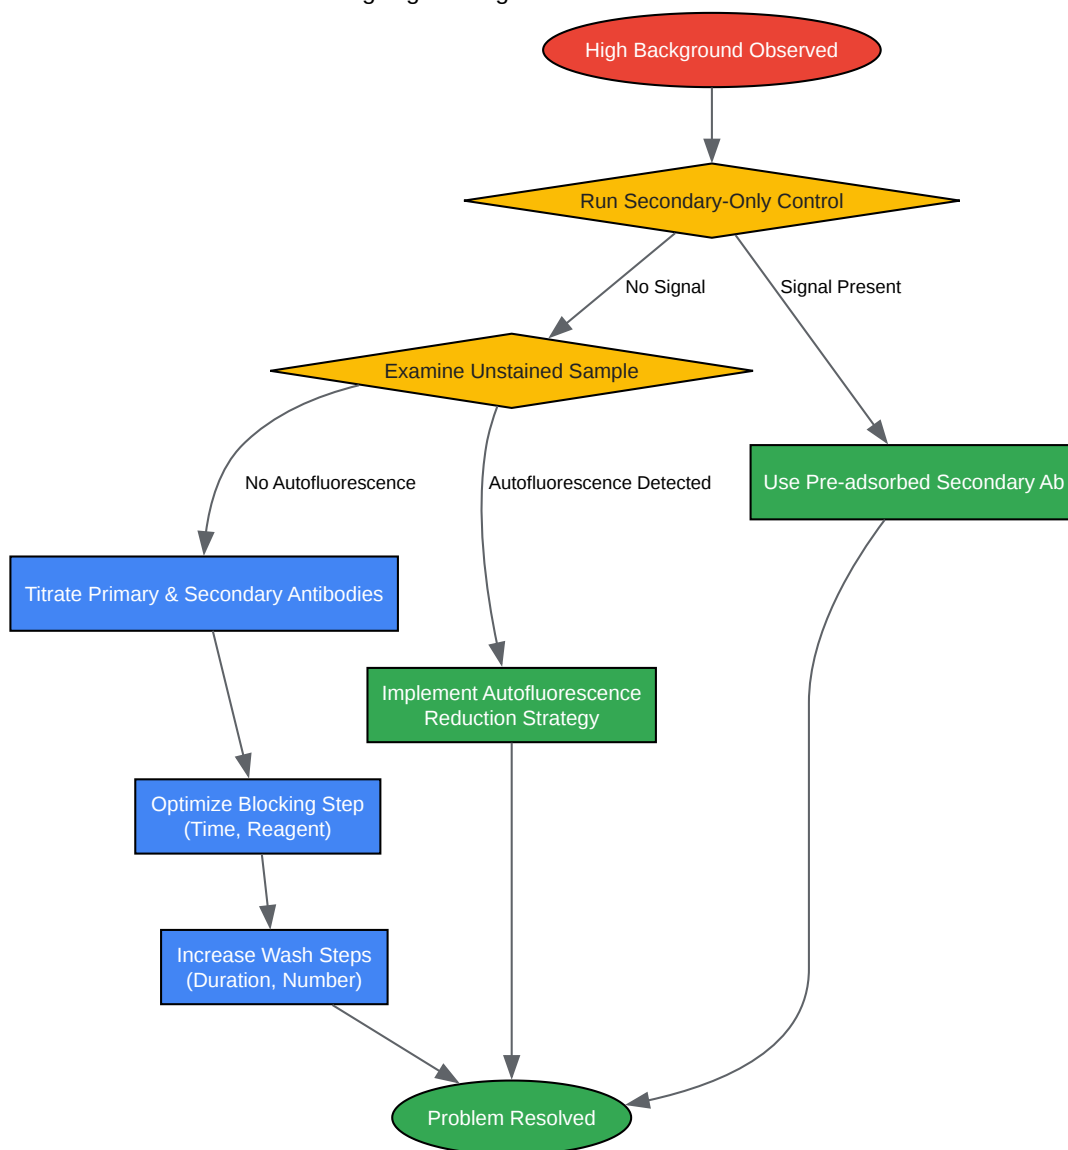 High Background Observed
Run Secondary-Only Control
No Signal
Signal Present
Examine Unstained Sample
No Autofluorescence
Autofluorescence Detected
Use Pre-adsorbed Secondary Ab
Titrate Primary & Secondary Antibodies
Implement Autofluorescence
Reduction Strategy
Optimize Blocking Step
(Time, Reagent)
Increase Wash Steps
(Duration, Number)
Problem Resolved